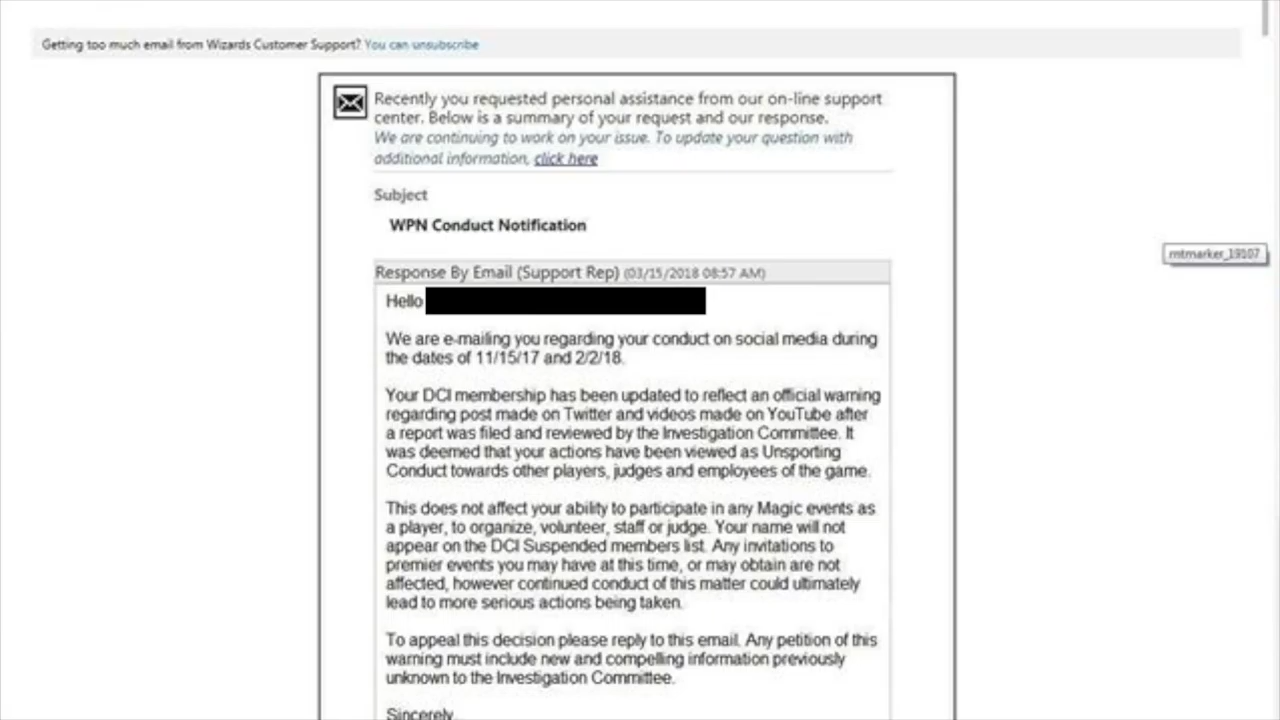 Getting too much email from Wizards Customer Support? You can unsubscribe
Recently you requested personal assistance from our on-line support
center. Below is a summary of your request and our response.
We are continuing to work on your issue. To update your question with
additional information, click here
Subject
WPN Conduct Notification
rntmarker_19107
Response By Email (Support Rep) (03/15/2018 08:57 AM)
Hello
We are e-mailing you regarding your conduct on social media during
the dates of 11/15/17 and 2/2/18.
Your DCI membership has been updated to reflect an official warning
regarding post made on Twitter and videos made on YouTube after
a report was filed and reviewed by the Investigation Committee. It
was deemed that your actions have been viewed as Unsporting
Conduct towards other players, judges and employees of the game.
This does not affect your ability to participate in any Magic events as
a player, to organize, volunteer, staff or judge. Your name will not
appear on the DCI Suspended members list. Any invitations to
premier events you may have at this time, or may obtain are not
affected, however continued conduct of this matter could ultimately
lead to more serious actions being taken.
To appeal this decision please reply to this email. Any petition of this
warning must include new and compelling information previously
unknown to the Investigation Committee.
Sincerely,